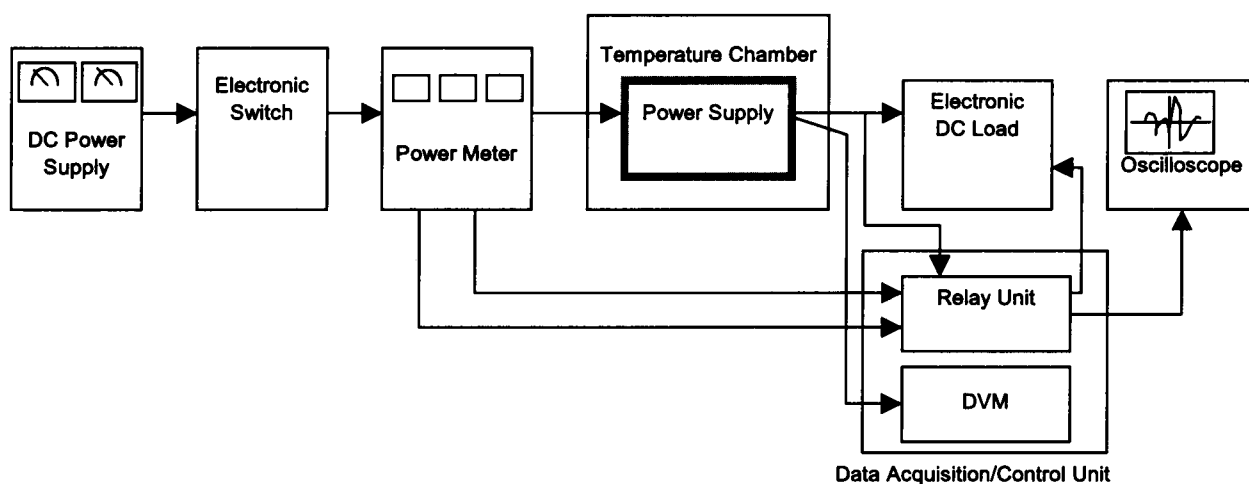 DC Power
Supply
Electronic
Switch
Power Meter
Temperature Chamber
Power Supply
Electronic
DC Load
Oscilloscope
Relay Unit
DVM
Data Acquisition/Control Unit